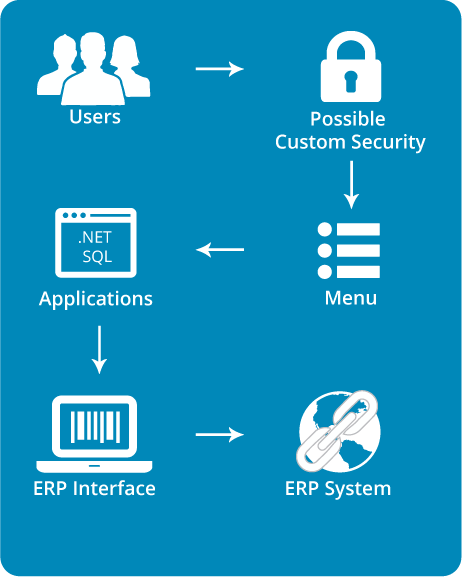 Users
Possible
Custom Security
.NET
SQL
Applications
Menu
ERP Interface
ERP System